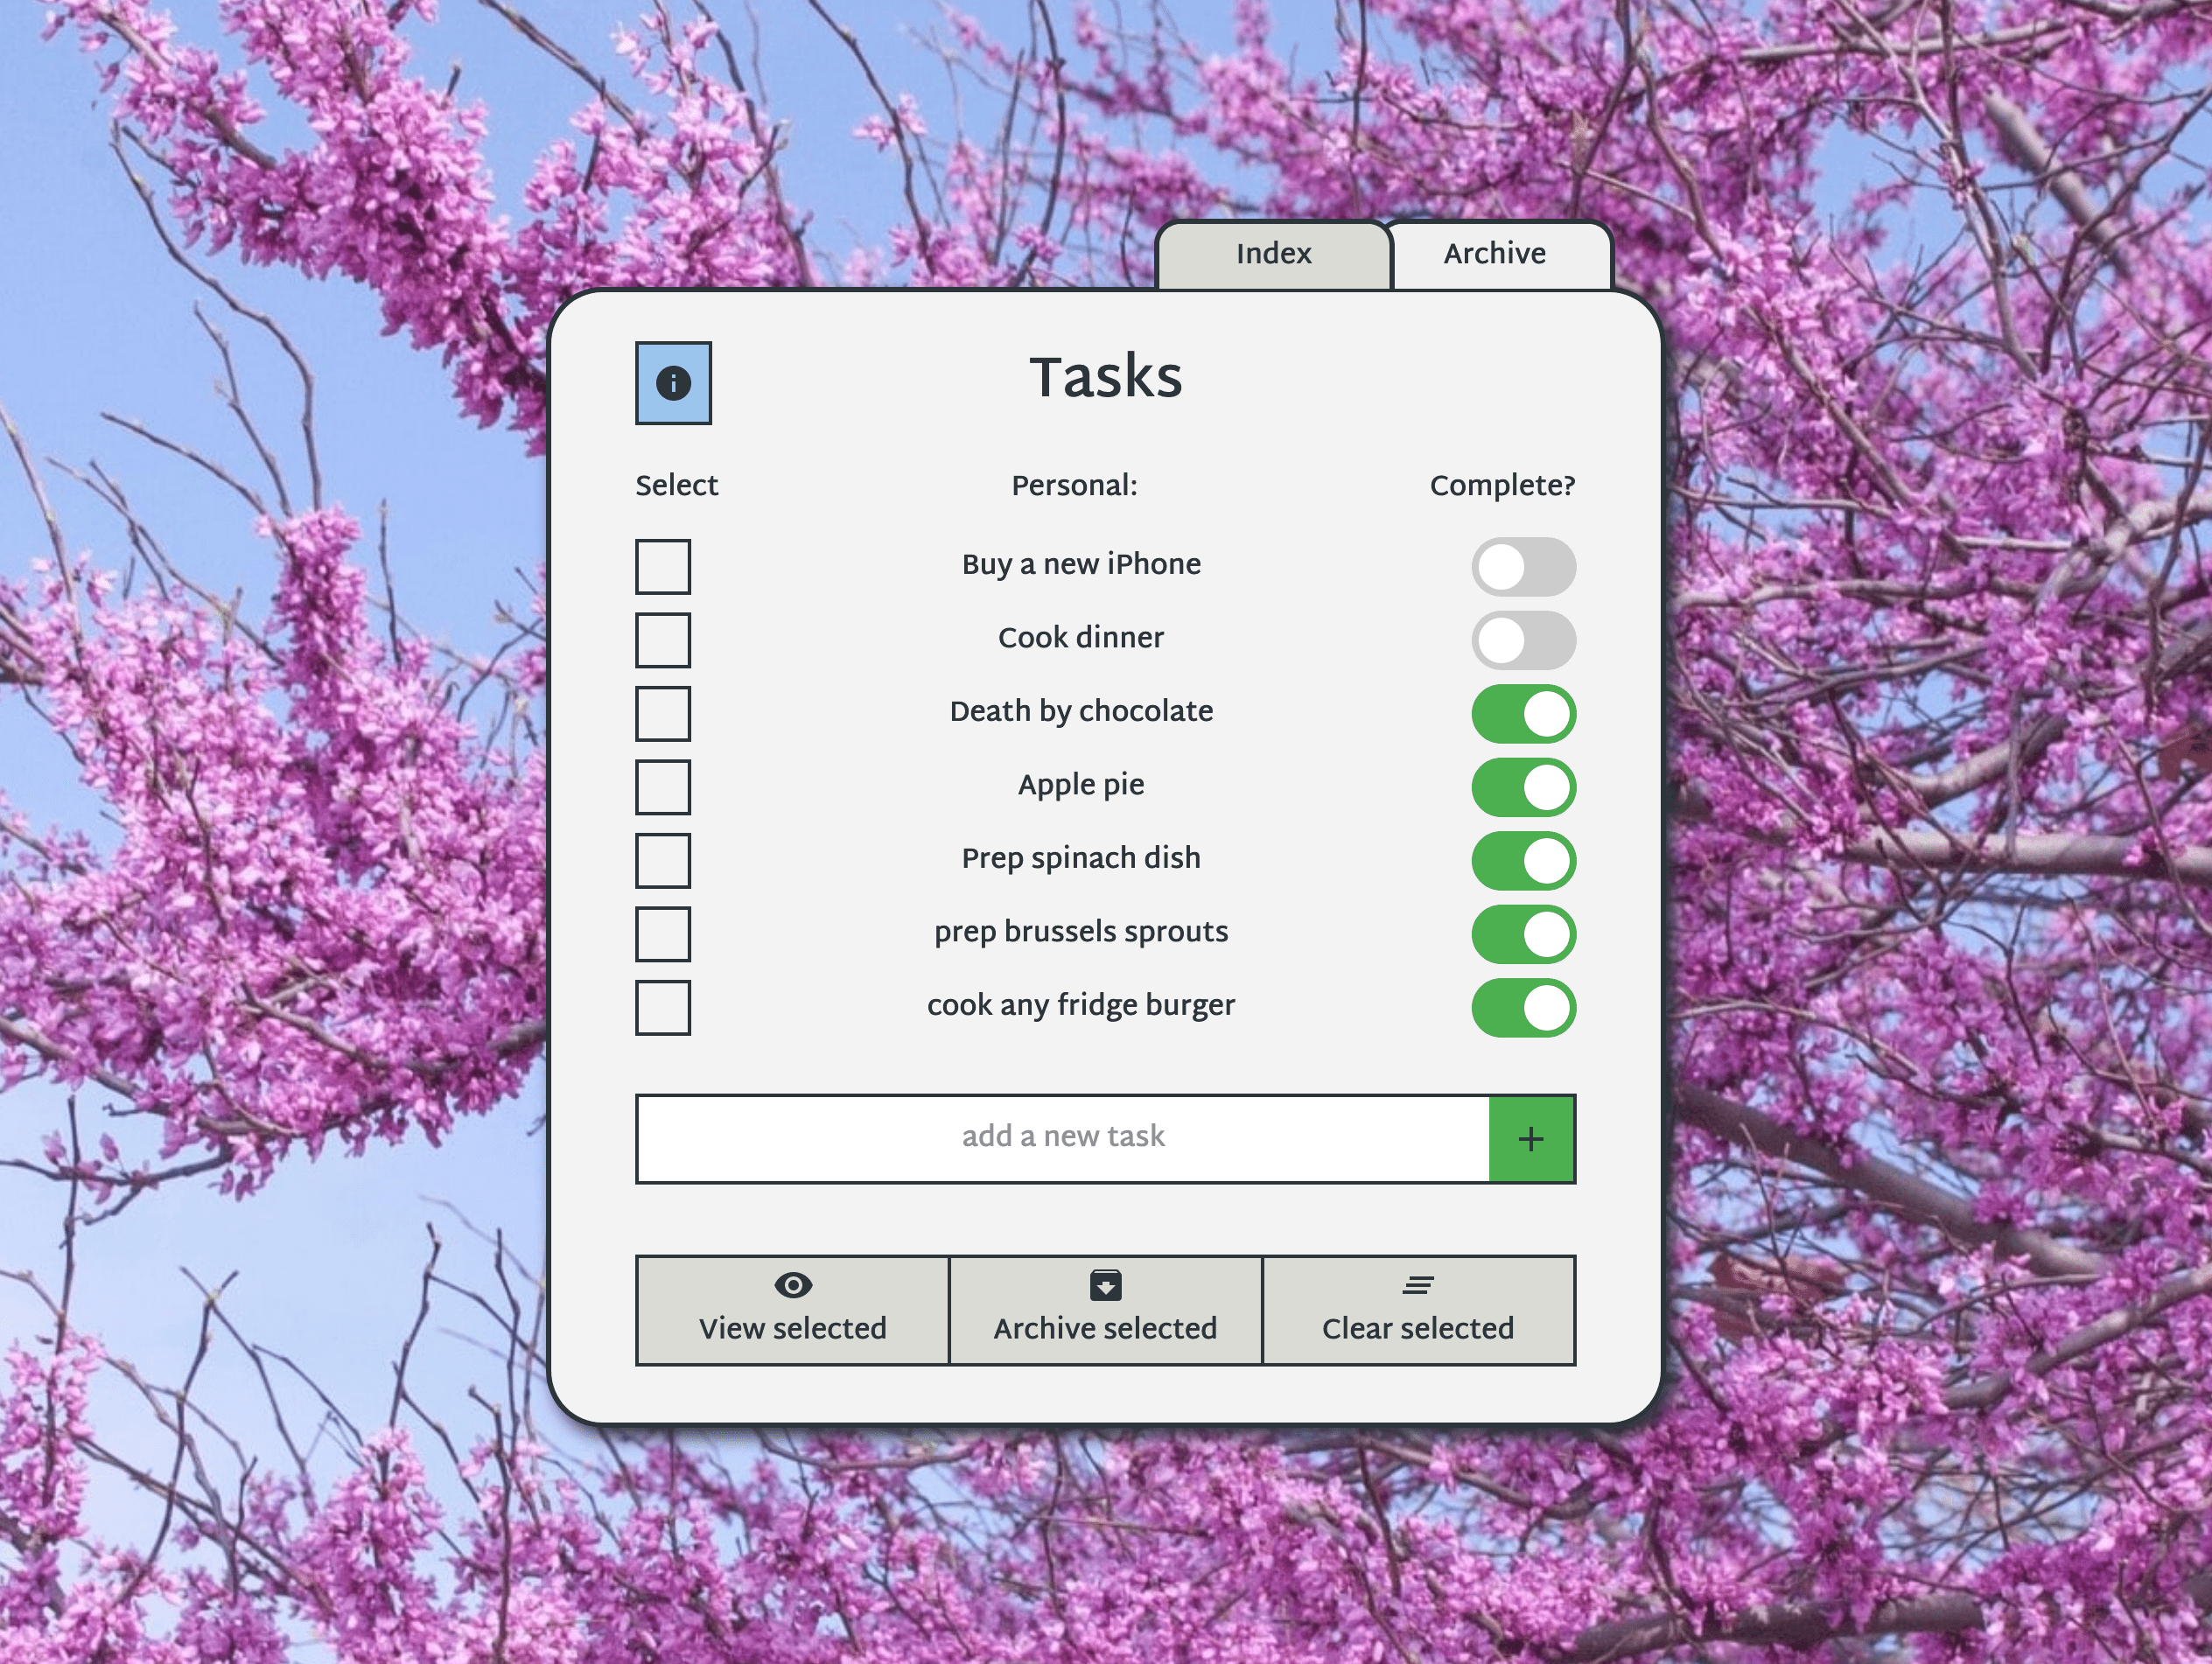 Index
Archive
Tasks
Select
Personal:
Complete?
Buy a new iPhone
Cook dinner
Death by chocolate
Apple pie
Prep spinach dish
prep brussels sprouts
cook any fridge burger
add a new task
View selected
Archive selected
Clear selected